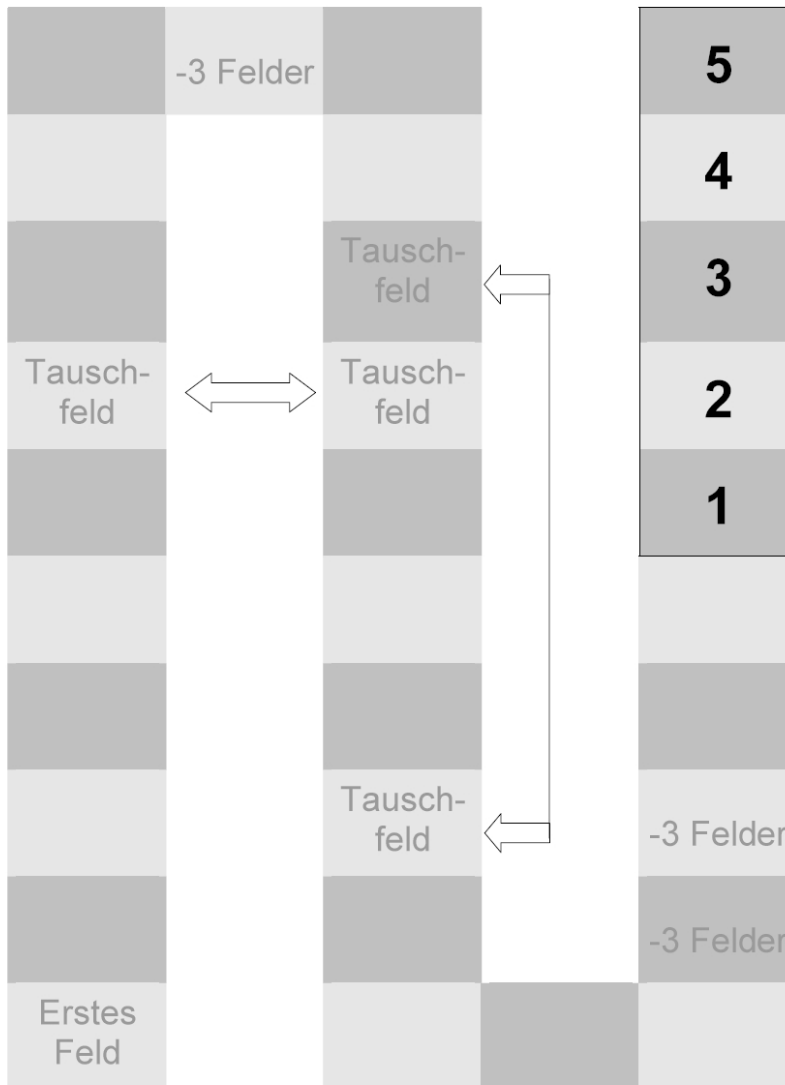 -3 Felder
5
4
Tausch-
feld
3
Tausch-
feld
Tausch-
feld
2
1
Tausch-
feld
-3 Felder
-3 Felder
Erstes
Feld